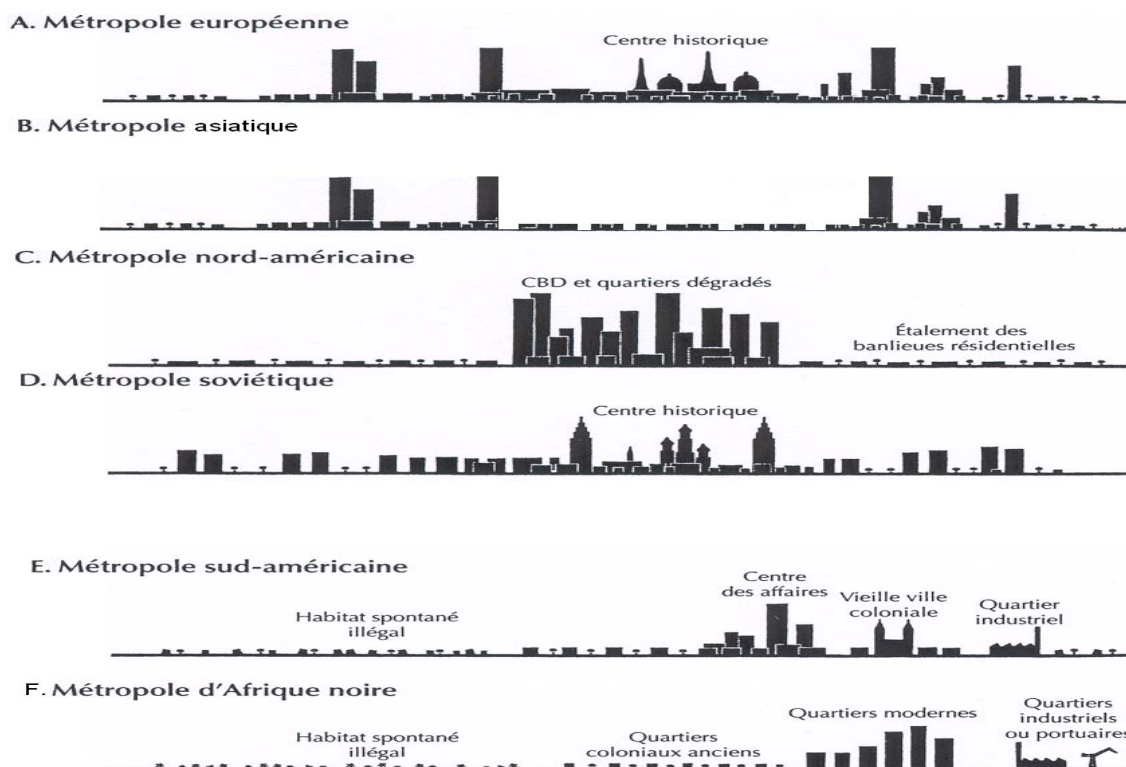 A. Métropole européenne
Centre historique
B. Métropole asiatique
C. Métropole nord-américaine
CBD et quartiers dégradés
Étalement des
banlieues résidentielles
D. Métropole soviétique
Centre historique
E. Métropole sud-américaine
Habitat spontané
illégal
Centre
des affaires
Vieille ville
coloniale
Quartier
industriel
F. Métropole d'Afrique noire
Habitat spontané
illégal
Quartiers
coloniaux anciens
Quartiers modernes
Quartiers
industriels
ou portuaires